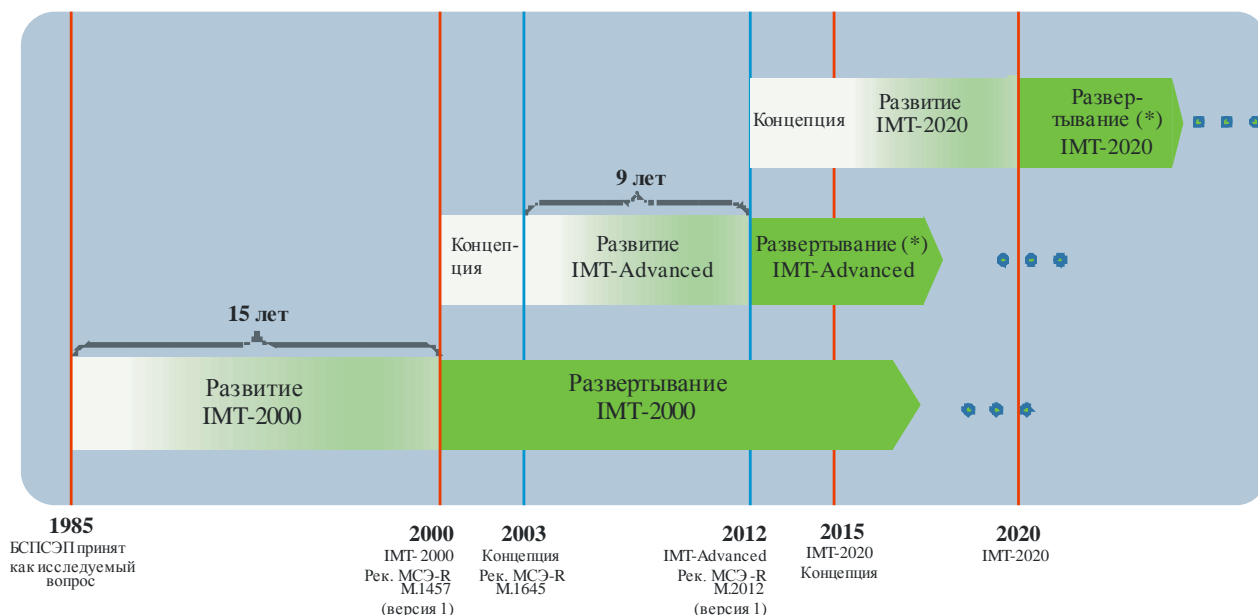 Концепция
Развитие
IMT-2020
Развер-
тывание (*)
IMT-2020
9 лет
Концеп-
ция
Развитие
IMT-Advanced
Развертывание (*)
IMT-Advanced
15 лет
Развитие
IMT-2000
Развертывание
IMT-2000
1985
БСПСЭП принят
как исследуемый
вопрос
2000
IMT- 2000
Рек. МСЭ-R
M.1457
(версия 1)
2003
Концепция
Рек. МСЭ-R
M.1645
2012
IMT-Advanced
Рек. МСЭ -R
M.2012
(версия 1)
2015
IMT-2020
Концепция
2020
IMT-2020